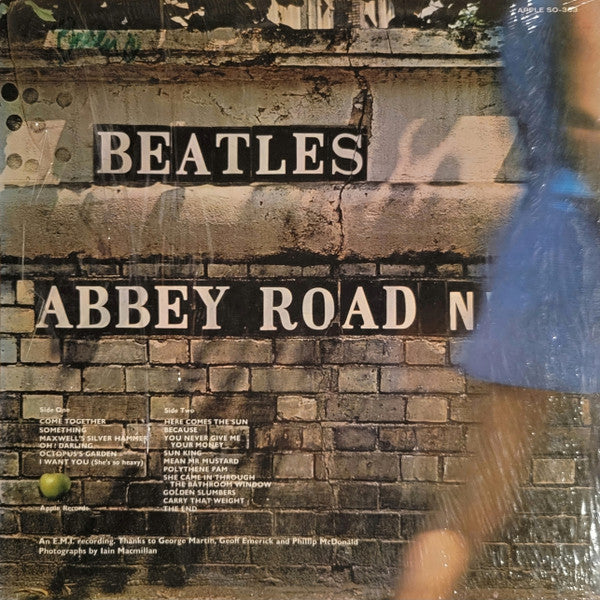 APPLE SO-383
BEATLES
ABBEY ROAD N
Side One
COME TOGETHER
SOMETHING
MAXWELL'S SILVER HAMMER
OH! DARLING
OCTOPUS'S GARDEN
I WANT YOU (She's so heavy)
Apple Records
Side Two
HERE COMES THE SUN
BECAUSE
YOU NEVER GIVE ME
YOUR MONEY
SUN KING
MEAN MR MUSTARD
POLYTHENE PAM
SHE CAME IN THROUGH
THE BATHROOM WINDOW
GOLDEN SLUMBERS
CARRY THAT WEIGHT
THE END
An E.M.I. recording. Thanks to George Martin, Geoff Emerick and Phillip McDonald
Photographs by Iain Macmillan